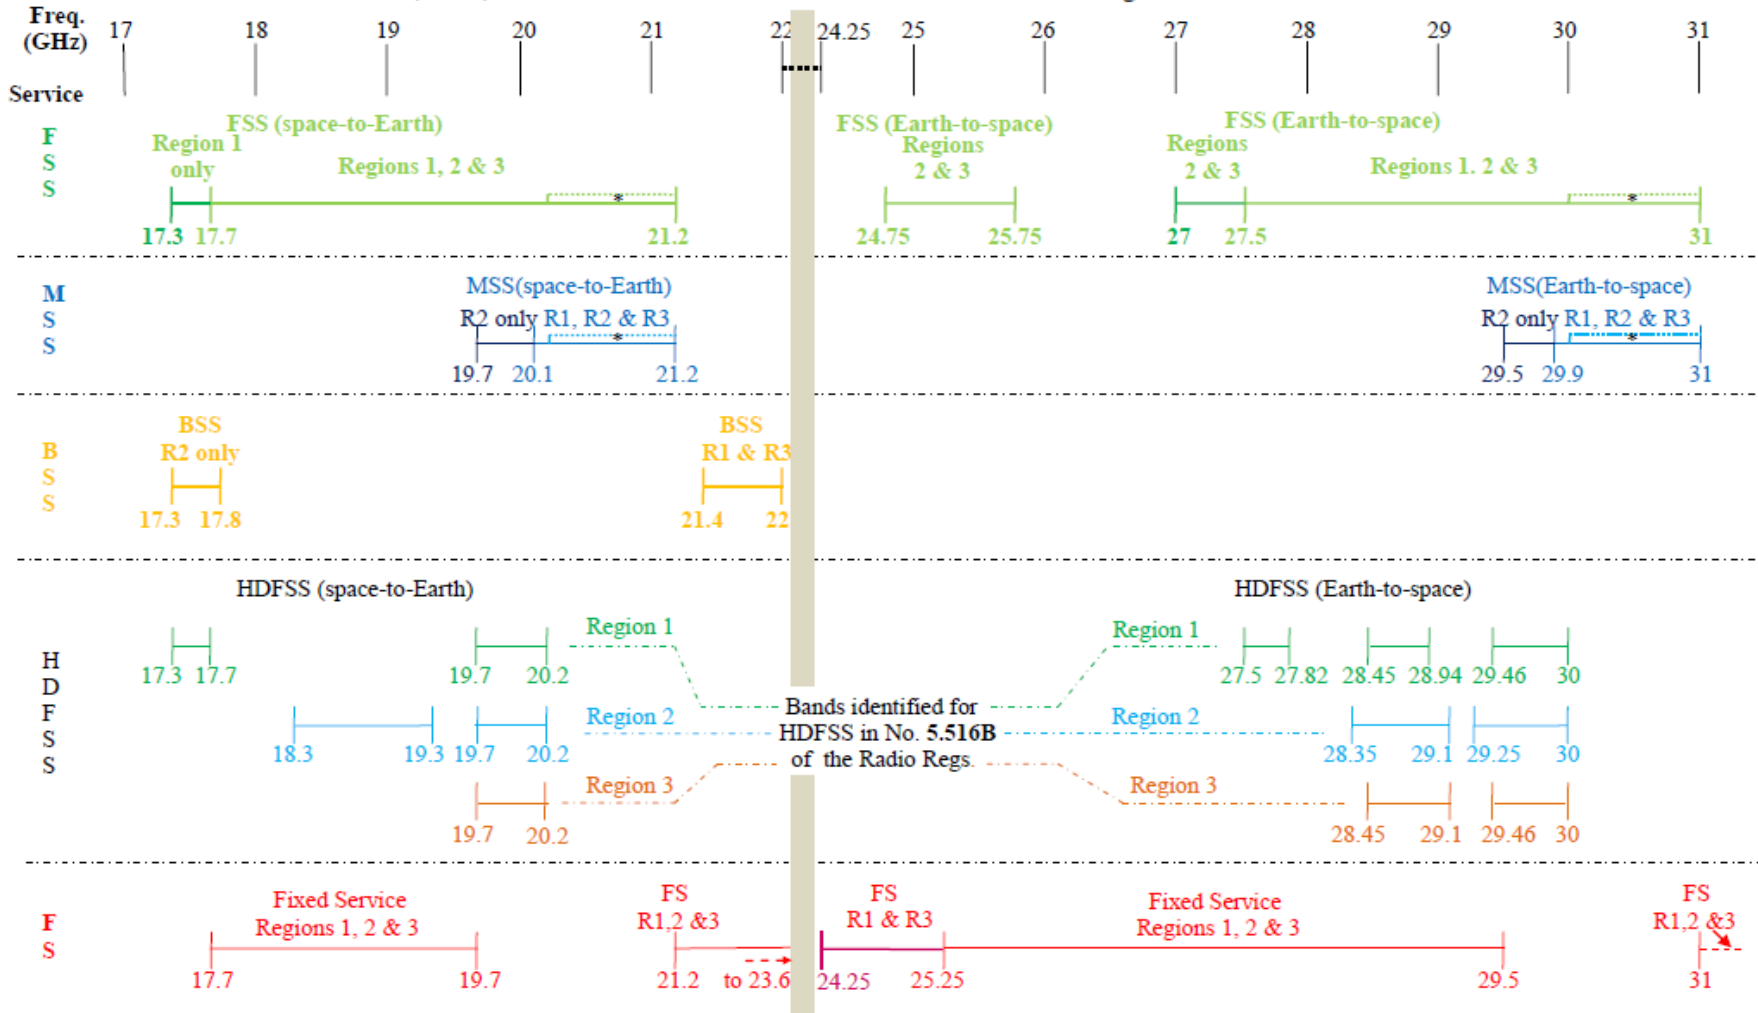 Freq.
(GHz)
17 18 19 20 21 22 24.25 25 26 27 28 29 30 31
Service
F
S
S
FSS (space-to-Earth)
Region 1
only
Regions 1, 2 & 3
*
17.3 17.7 21.2
FSS (Earth-to-space)
Regions
2 & 3
24.75 25.75
FSS (Earth-to-space)
Regions
2 & 3
Regions 1. 2 & 3
*
27 27.5 31
M
S
S
MSS(space-to-Earth)
R2 only R1, R2 & R3
*
19.7 20.1 21.2
MSS(Earth-to-space)
R2 only R1, R2 & R3
*
29.5 29.9 31
B
S
S
BSS
R2 only
17.3 17.8
BSS
R1 & R3
21.4 22
H
D
F
S
S
HDFSS (space-to-Earth)
HDFSS (Earth-to-space)
Region 1
17.3 17.7 19.7 20.2
Region 1
27.5 27.82 28.45 28.94 29.46 30
Region 2
18.3 19.3 19.7 20.2
Region 2
28.35 29.1 29.25 30
Region 3
19.7 20.2
Region 3
28.45 29.1 29.46 30
Bands identified for
HDFSS in No. 5.516B
of the Radio Regs.
F
S
Fixed Service
Regions 1, 2 & 3
17.7 19.7
FS
R1,2 &3
21.2 to 23.6
FS
R1 & R3
24.25 25.25
Fixed Service
Regions 1, 2 & 3
29.5
FS
R1,2 &3
31